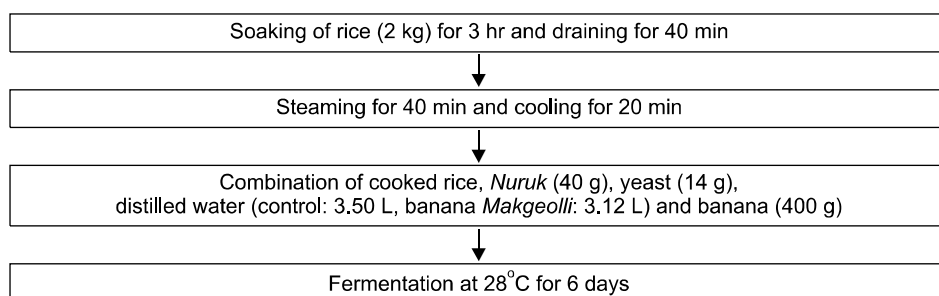 Soaking of rice (2 kg) for 3 hr and draining for 40 min
Steaming for 40 min and cooling for 20 min
Combination of cooked rice, Nuruk (40 g), yeast (14 g),
distilled water (control: 3.50 L, banana Makgeolli: 3.12 L) and banana (400 g)
Fermentation at 28°C for 6 days